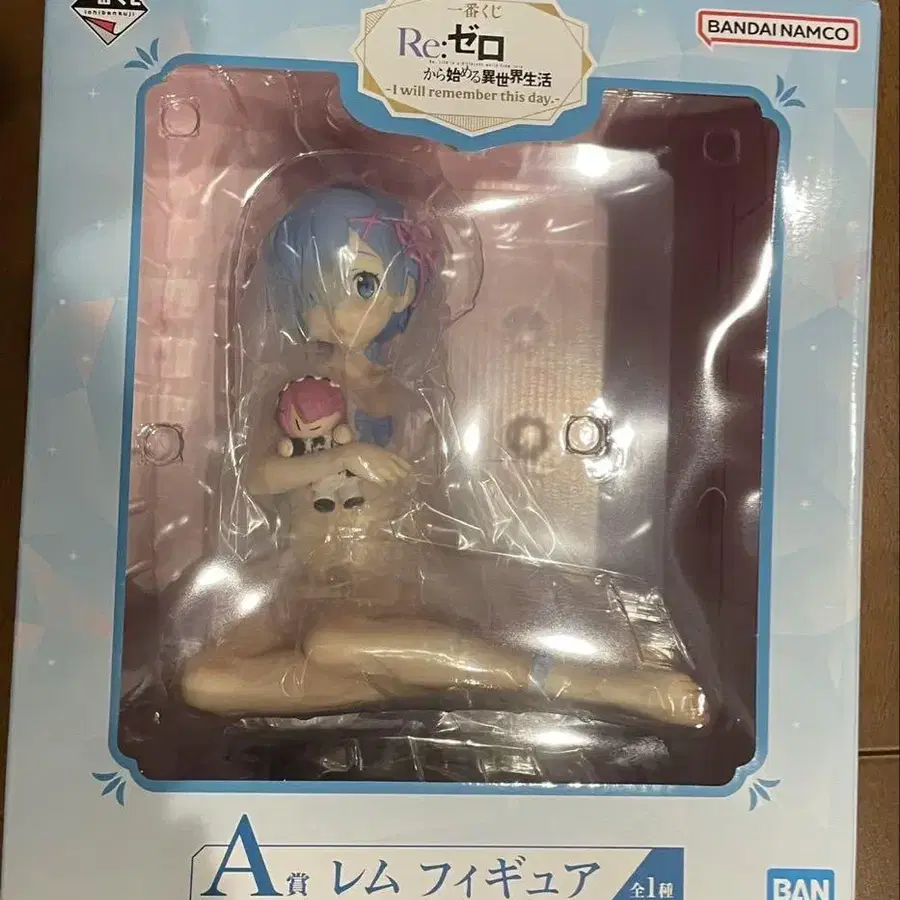 ichibankuji
一番くじ
BANDAI NAMCO
Re:ゼロ
から始める異世界生活
-I will remember this day.-
A賞 レム フィギュア 全1種
BAN